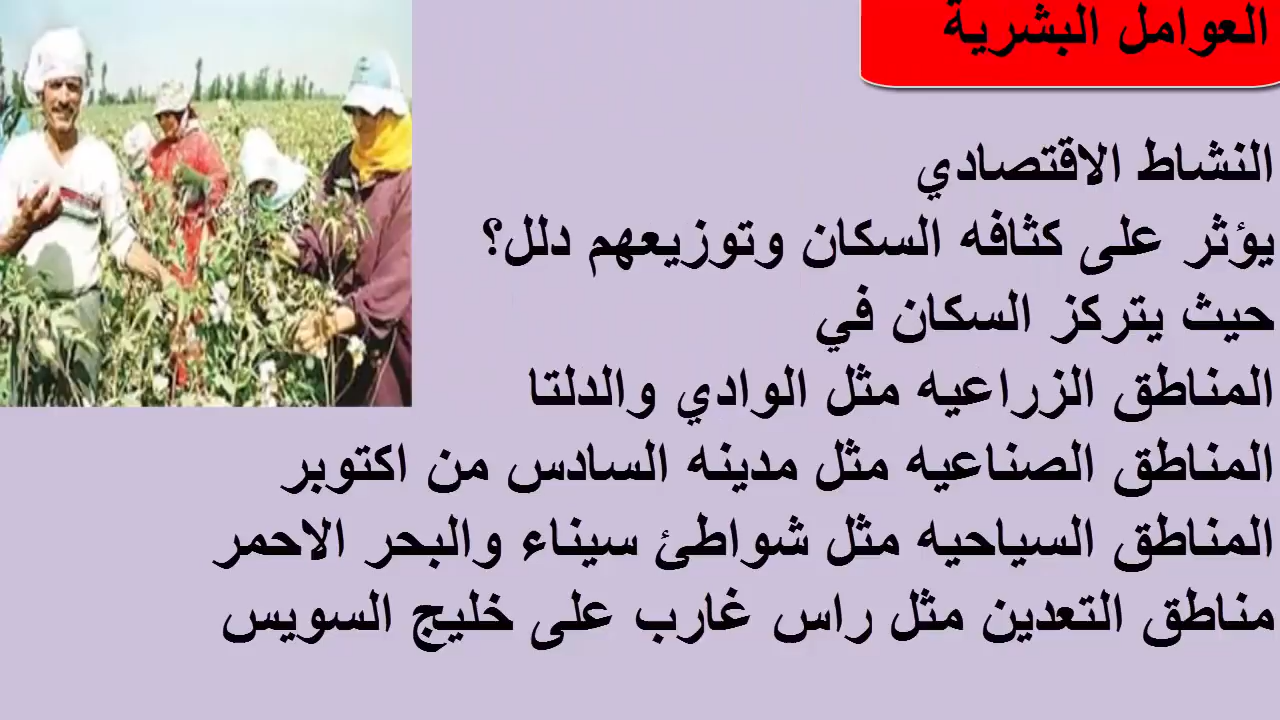 العوامل البشرية
النشاط الاقتصادي
يؤثر على كثافه السكان وتوزيعهم دلل؟
حيث يتركز السكان في
المناطق الزراعيه مثل الوادي والدلتا
المناطق الصناعيه مثل مدينه السادس من اكتوبر
المناطق السياحيه مثل شواطئ سيناء والبحر الاحمر
مناطق التعدين مثل راس غارب على خليج السويس